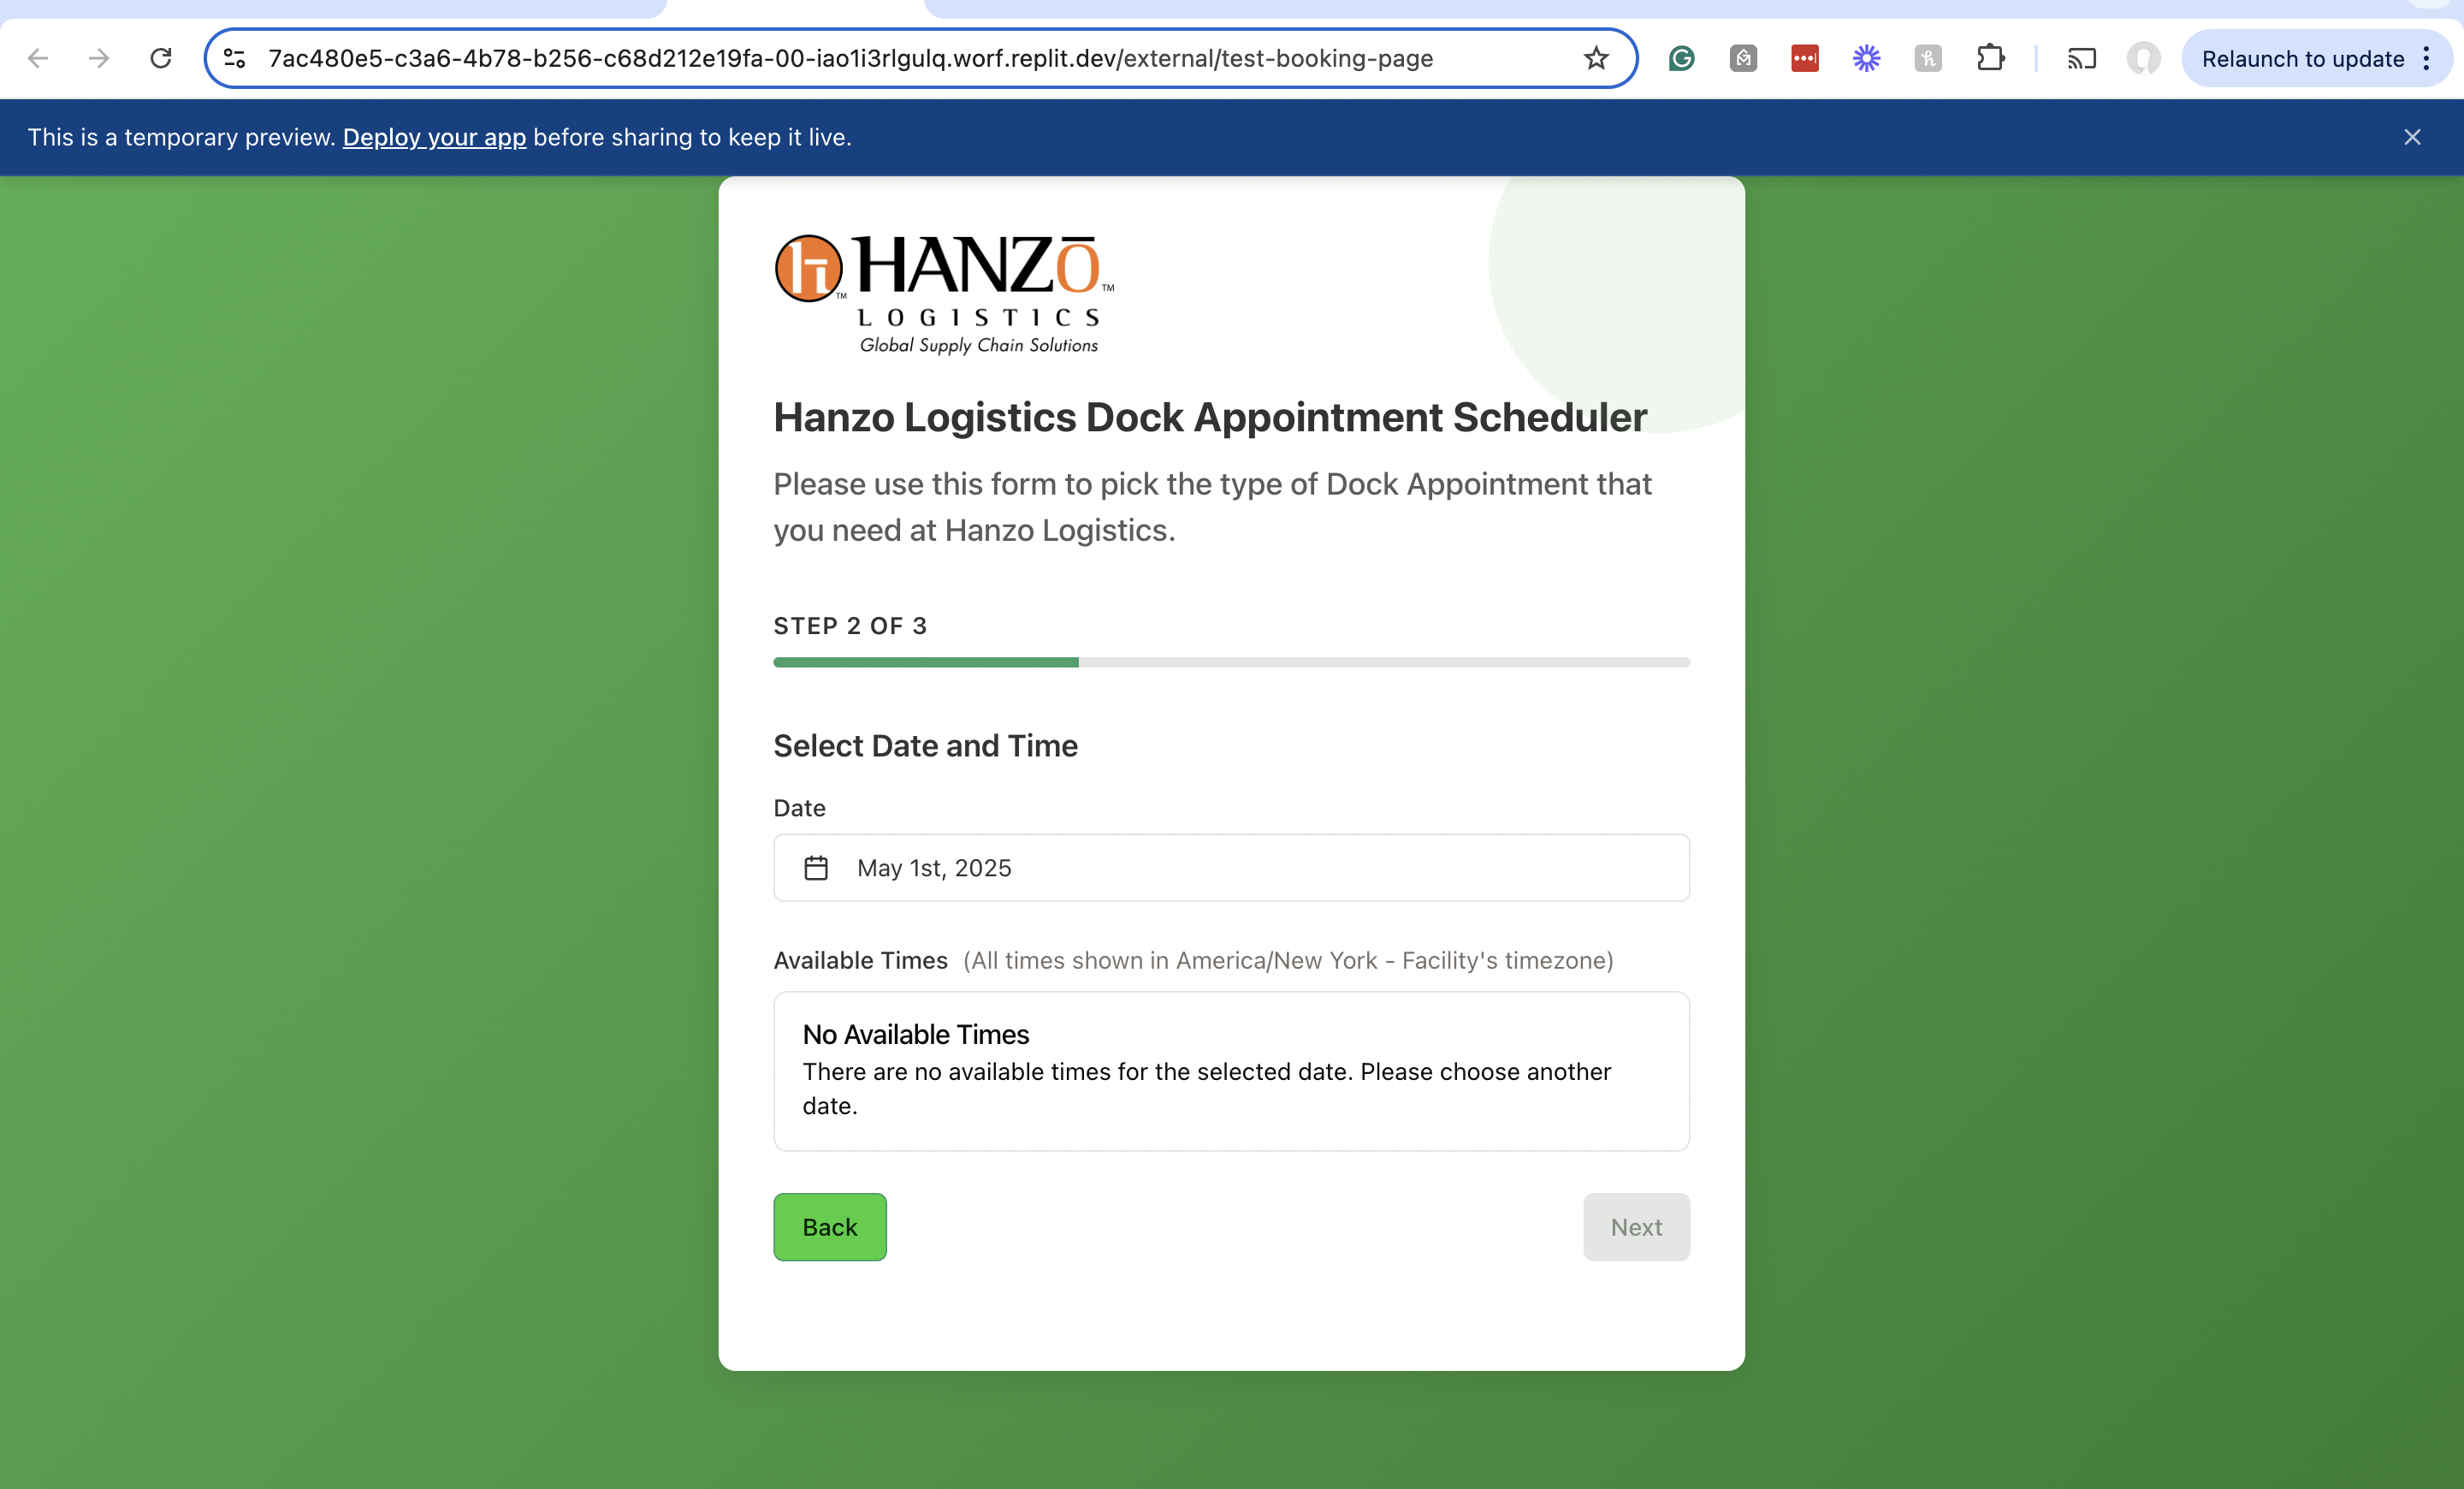 7ac480e5-c3a6-4b78-b256-c68d212e19fa-00-iao1i3rlgulq.worf.replit.dev/external/test-booking-page
Relaunch to update
This is a temporary preview. Deploy your app before sharing to keep it live.
h TM HANZō TM
LOGISTICS
Global Supply Chain Solutions
Hanzo Logistics Dock Appointment Scheduler
Please use this form to pick the type of Dock Appointment that
you need at Hanzo Logistics.
STEP 2 OF 3
Select Date and Time
Date
May 1st, 2025
Available Times (All times shown in America/New York - Facility's timezone)
No Available Times
There are no available times for the selected date. Please choose another
date.
Back
Next